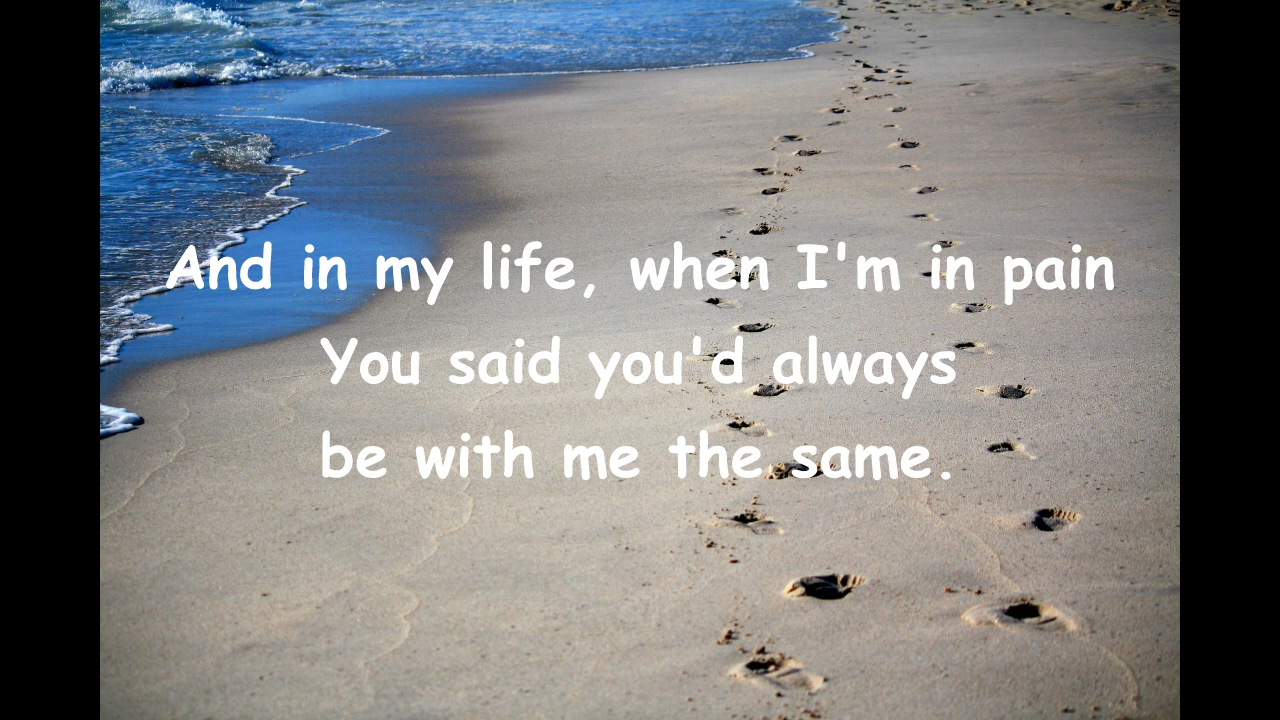 And in my life, when I'm in pain
You said you'd always
be with me the same.